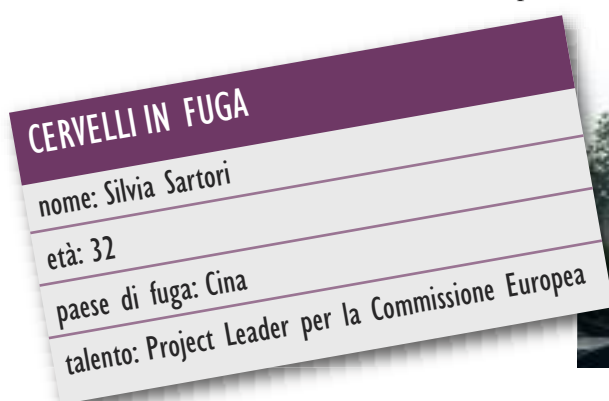 CERVELLI IN FUGA
nome: Silvia Sartori
età: 32
paese di fuga: Cina
talento: Project Leader per la Commissione Europea